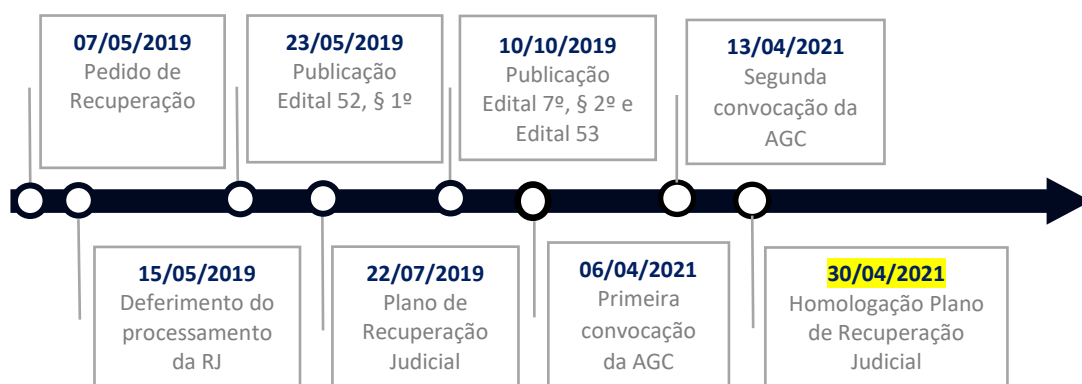 07/05/2019
Pedido de
Recuperação
23/05/2019
Publicação
Edital 52, § 1º
10/10/2019
Publicação
Edital 7º, § 2º e
Edital 53
13/04/2021
Segunda
convocação da
AGC
15/05/2019
Deferimento do
processamento
da RJ
22/07/2019
Plano de
Recuperação
Judicial
06/04/2021
Primeira
convocação
da AGC
30/04/2021
Homologação Plano
de Recuperação
Judicial